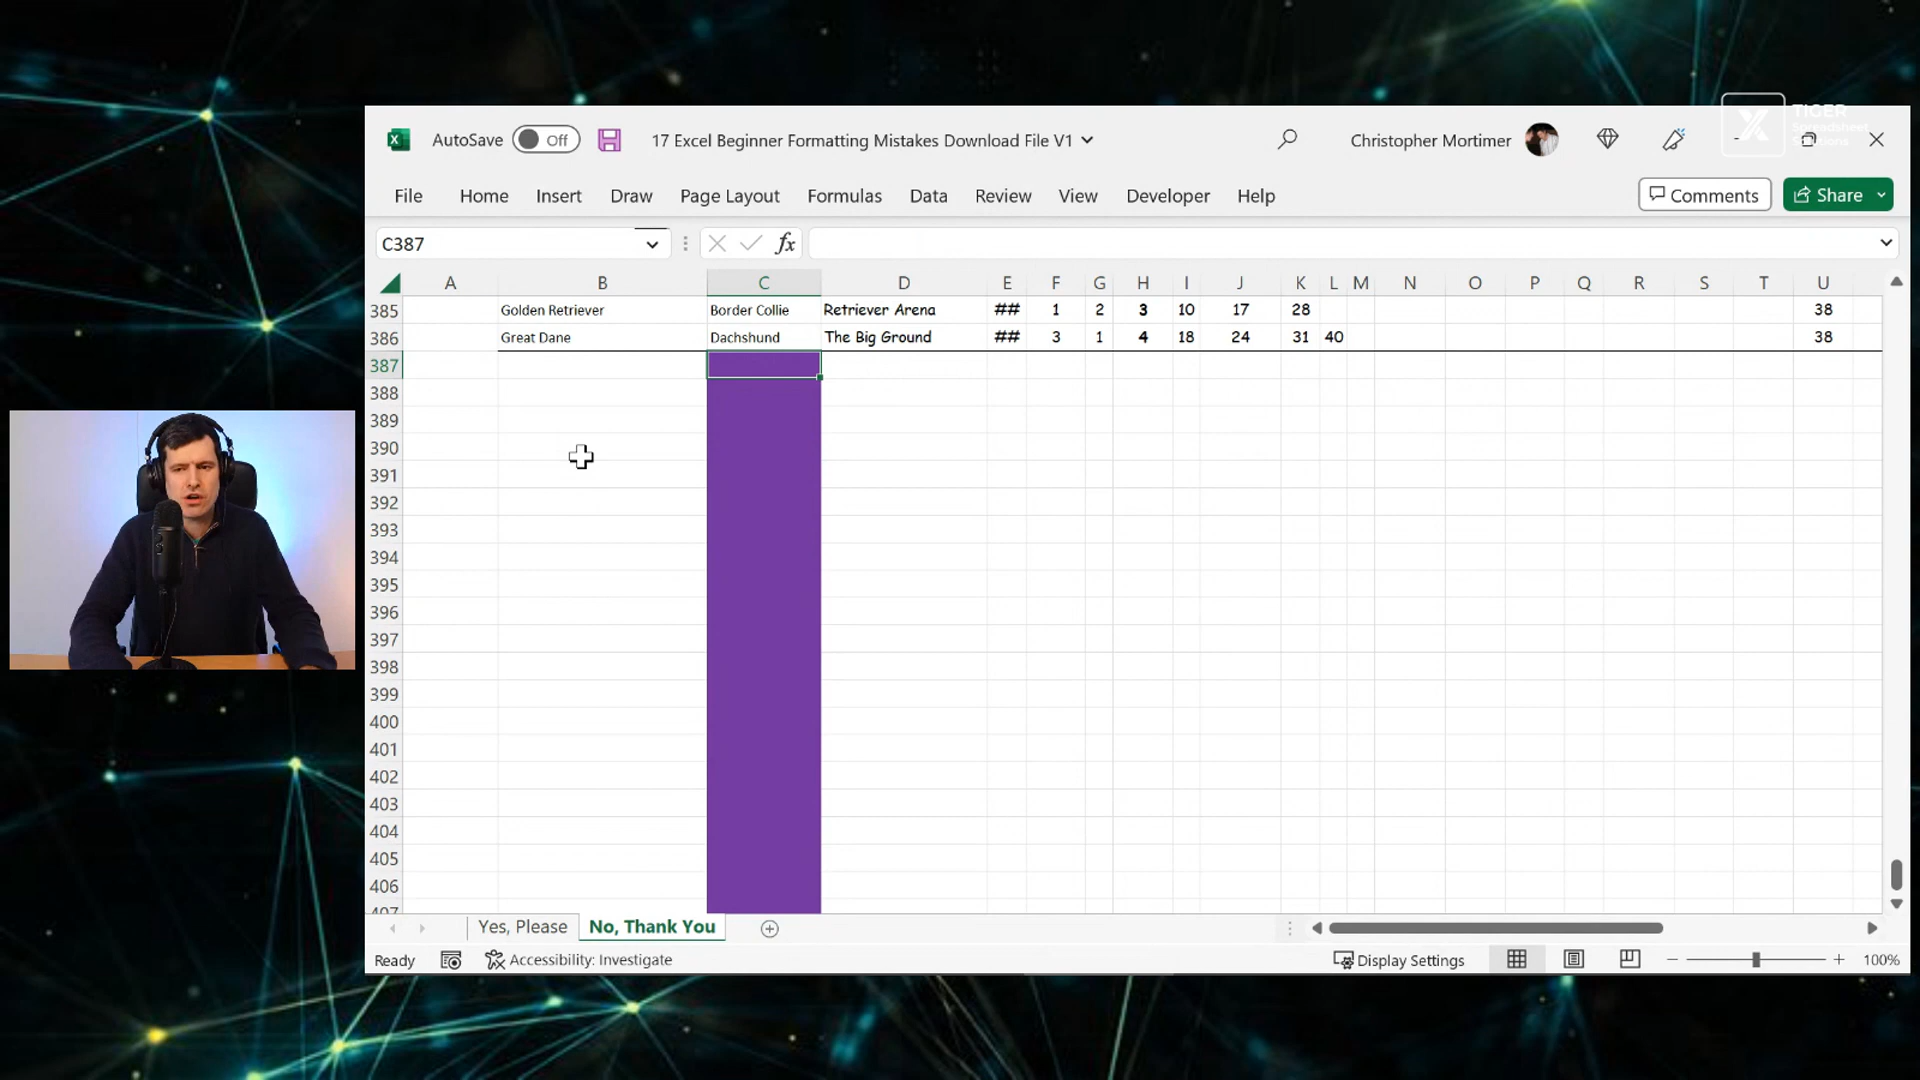 TIGER
Spreadsheet
Solutions
AutoSave Off 17 Excel Beginner Formatting Mistakes Download File V1 Christopher Mortimer
File Home Insert Draw Page Layout Formulas Data Review View Developer Help Comments Share
C387 fx
A B C D E F G H I J K L M N O P Q R S T U
385 Golden Retriever Border Collie Retriever Arena ## 1 2 3 10 17 28 38
386 Great Dane Dachshund The Big Ground ## 3 1 4 18 24 31 40 38
387
388
389
390
391
392
393
394
395
396
397
398
399
400
401
402
403
404
405
406
407
Yes, Please No, Thank You
Ready Accessibility: Investigate Display Settings 100%